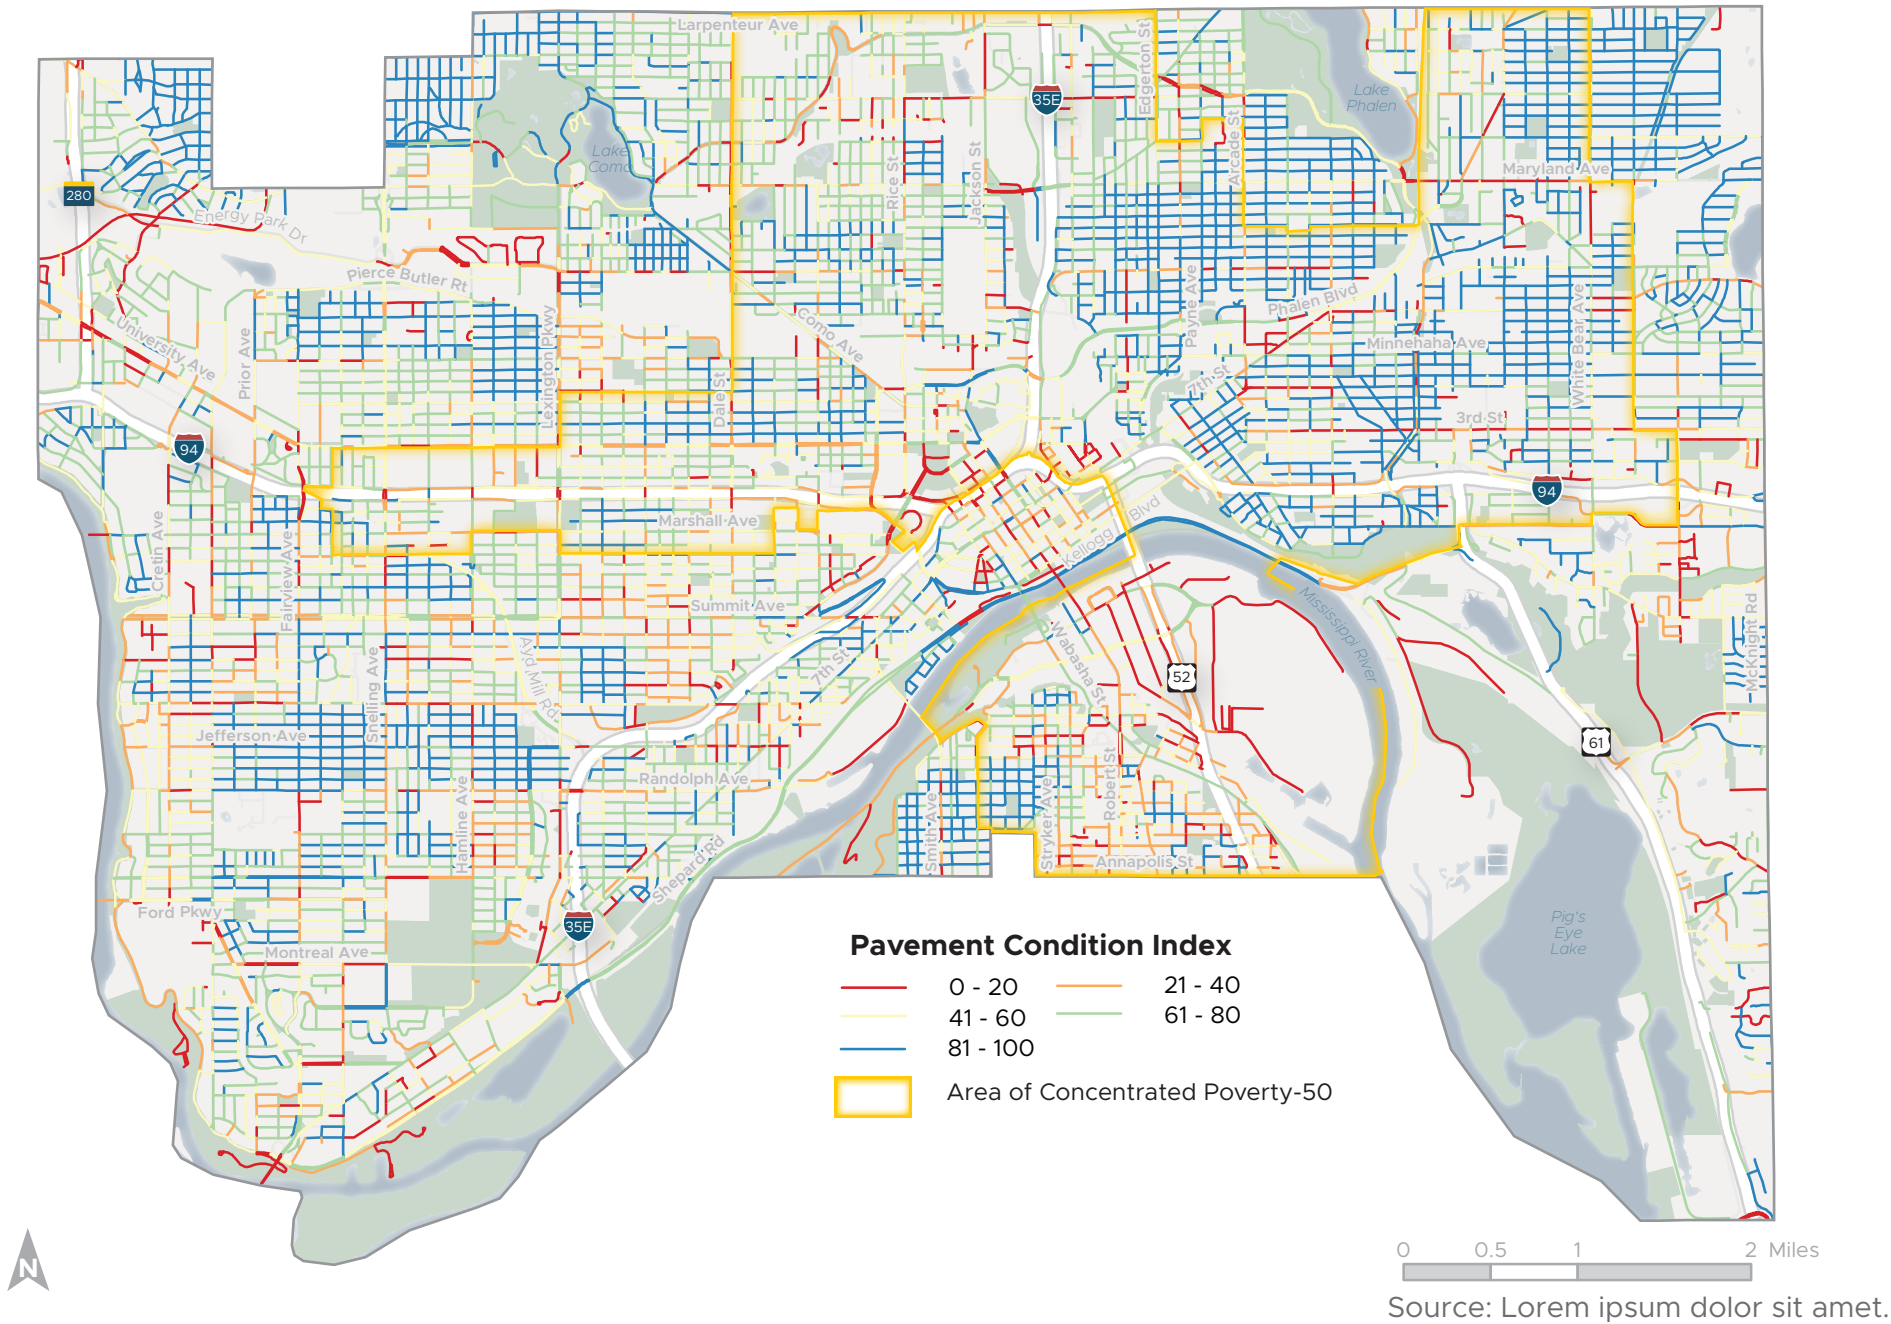 Larpenteur Ave
Edgerton St
35E
Lake
Phalen
Arcade St
Lake
Como
Rice St
Jackson St
Maryland Ave
280
Energy Park Dr
Pierce Butler Rt
Phalen Blvd
Payne Ave
White Bear Ave
University Ave
Prior Ave
Lexington Pkwy
Como Ave
Minnehaha Ave
Dale St
7th St
3rd St
94
94
Marshall Ave
Kellogg Blvd
Cretin Ave
Fairview Ave
Summit Ave
Mississippi River
McKnight Rd
Ayd Mill Rd
Wabasha St
7th St
52
Snelling Ave
Jefferson Ave
61
Randolph Ave
Hamline Ave
Smith Ave
Stryker Ave
Robert St
Shepard Rd
Annapolis St
Ford Pkwy
35E
Pig's
Eye
Lake
Montreal Ave
Pavement Condition Index
0 - 20
21 - 40
41 - 60
61 - 80
81 - 100
Area of Concentrated Poverty-50
N
0 0.5 1 2 Miles
Source: Lorem ipsum dolor sit amet.